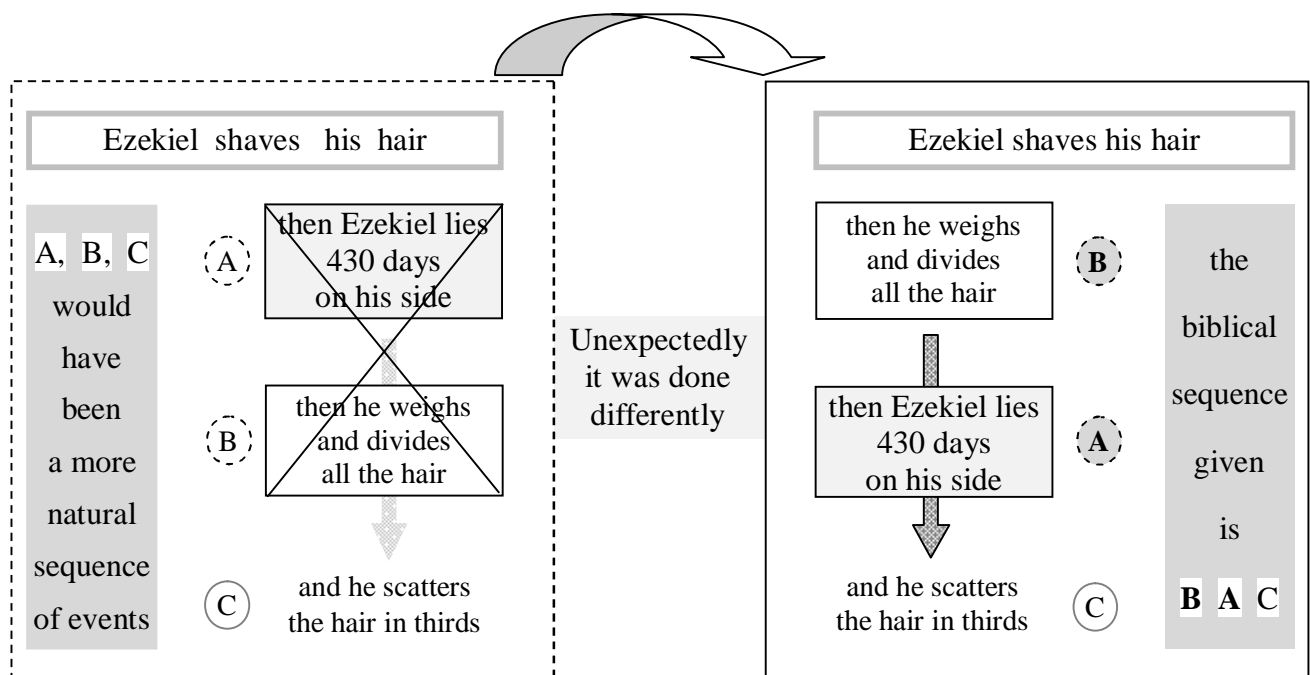 Ezekiel shaves his hair
A, B, C
would
have
been
a more
natural
sequence
of events
A
then Ezekiel lies
430 days
on his side
B
then he weighs
and divides
all the hair
C
and he scatters
the hair in thirds
Unexpectedly
it was done
differently
Ezekiel shaves his hair
then he weighs
and divides
all the hair
B
then Ezekiel lies
430 days
on his side
A
and he scatters
the hair in thirds
C
the
biblical
sequence
given
is
B A C